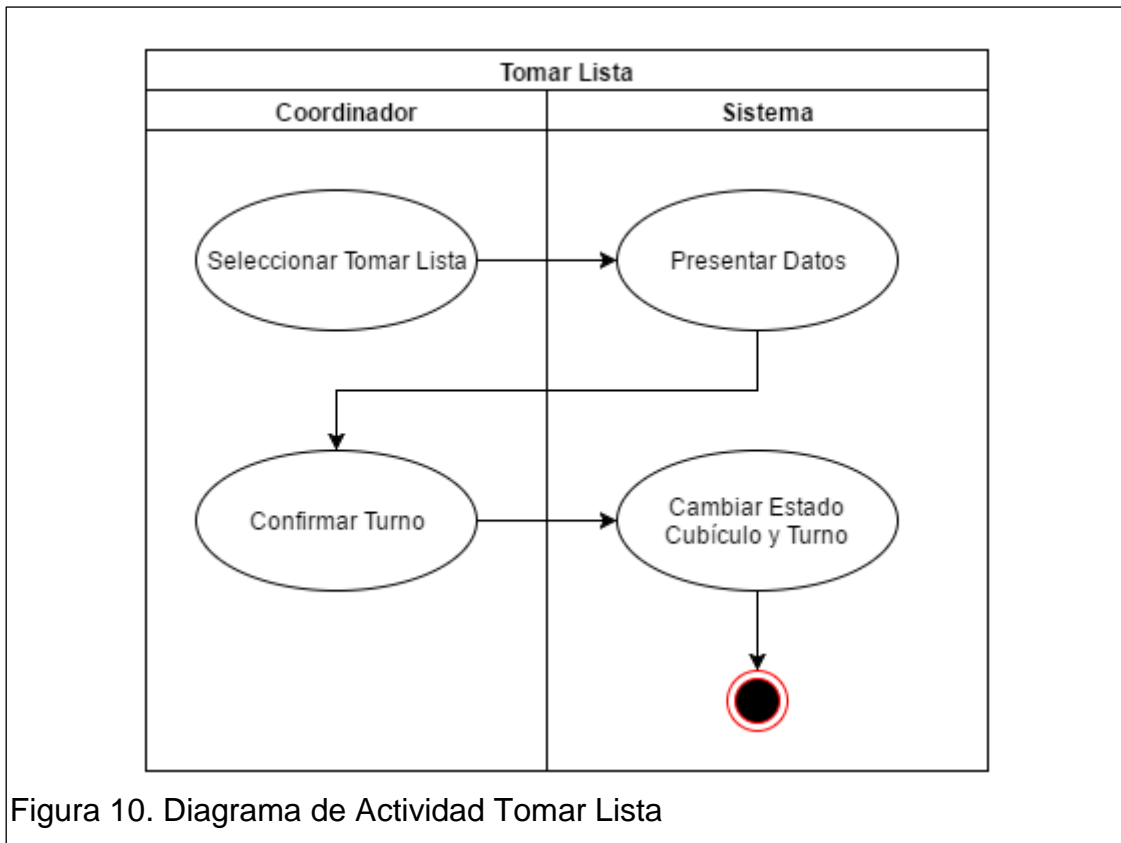 Tomar Lista
Coordinador
Sistema
Seleccionar Tomar Lista
Presentar Datos
Confirmar Turno
Cambiar Estado
Cubículo y Turno
Figura 10. Diagrama de Actividad Tomar Lista